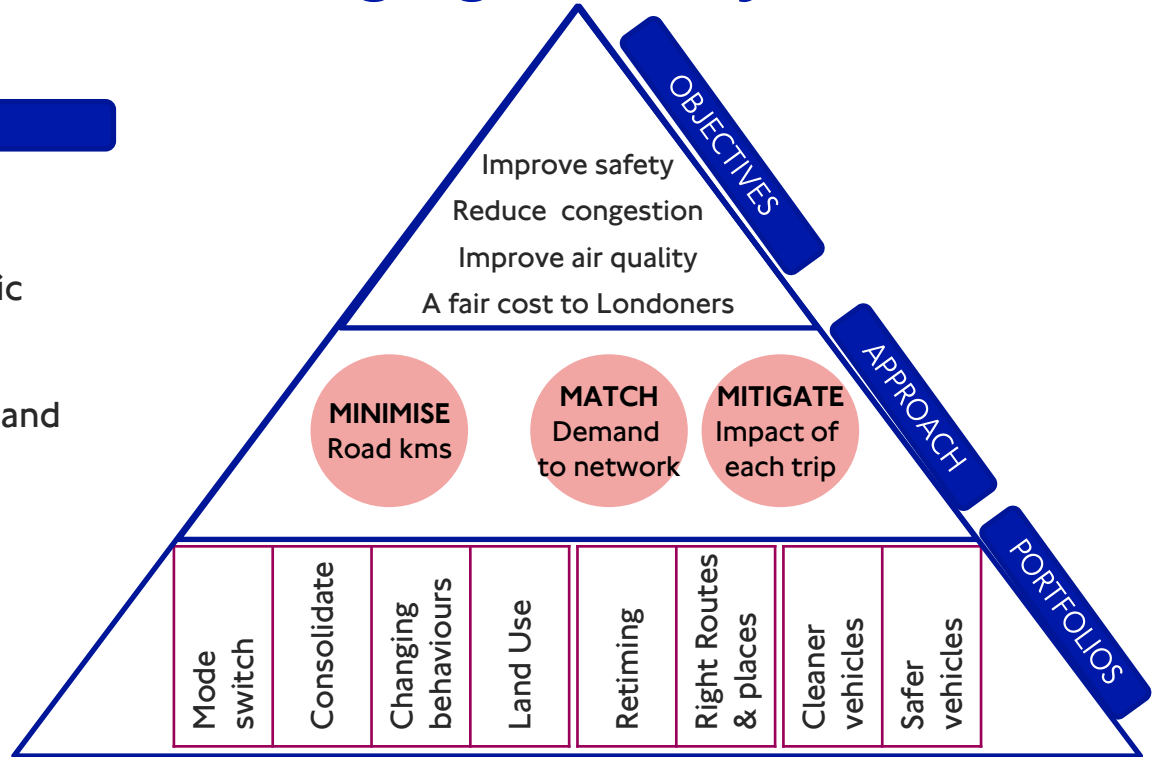 ic
and
OBJECTIVES
Improve safety
Reduce congestion
Improve air quality
A fair cost to Londoners
APPROACH
MINIMISE
Road kms
MATCH
Demand
to network
MITIGATE
Impact of
each trip
PORTFOLIOS
Mode
switch
Consolidate
Changing
behaviours
Land Use
Retiming
Right Routes
& places
Cleaner
vehicles
Safer
vehicles